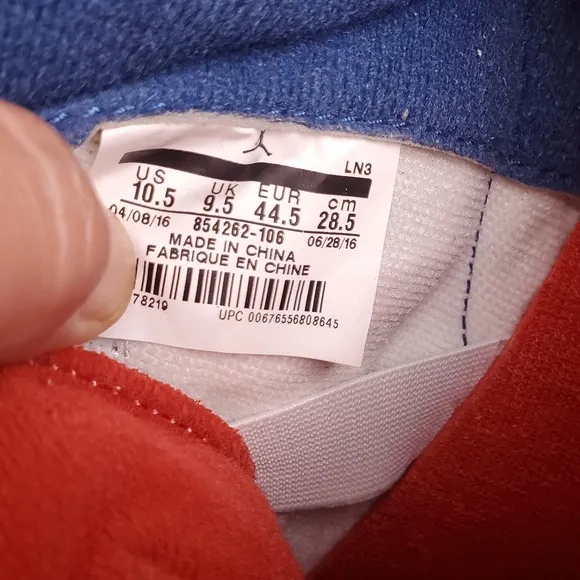 LN3
US UK EUR cm
10.5 9.5 44.5 28.5
04/08/16 854262-106 06/28/16
MADE IN CHINA
FABRIQUE EN CHINE
78219 UPC 00676556808645